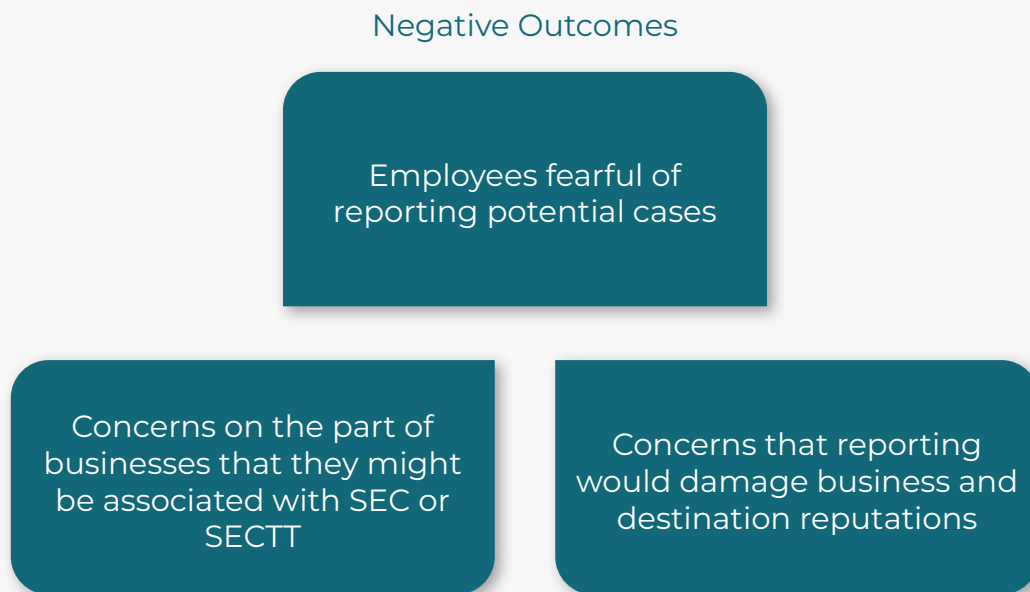 Negative Outcomes
Employees fearful of
reporting potential cases
Concerns on the part of
businesses that they might
be associated with SEC or
SECTT
Concerns that reporting
would damage business and
destination reputations